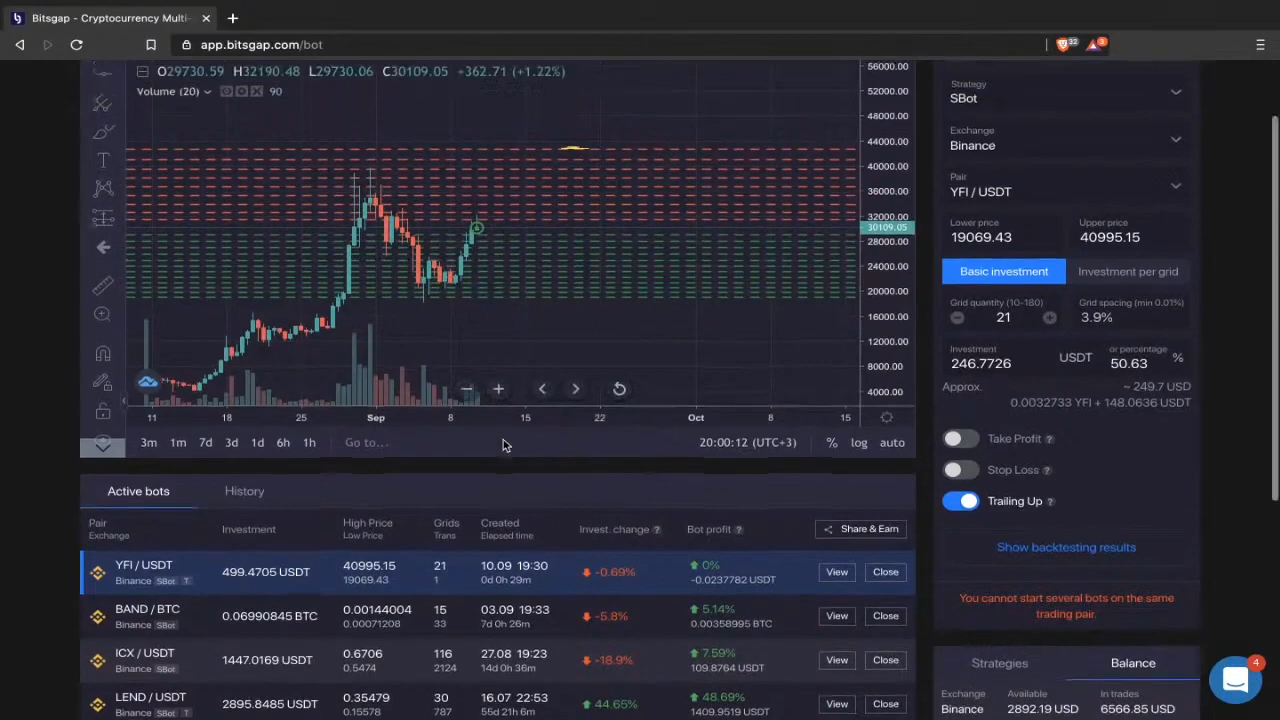 Bitsgap - Cryptocurrency Multi-
app.bitsgap.com/bot
32
3
O29730.59 H32190.48 L29730.06 C30109.05 +362.71 (+1.22%)
Volume (20) 90
56000.00
52000.00
48000.00
44000.00
40000.00
36000.00
32000.00
30109.05
28000.00
24000.00
20000.00
16000.00
12000.00
8000.00
4000.00
11 18 25 Sep 8 15 22 Oct 8 15
3m 1m 7d 3d 1d 6h 1h Go to... 20:00:12 (UTC+3) % log auto
Strategy
SBot
Exchange
Binance
Pair
YFI / USDT
Lower price Upper price
19069.43 40995.15
Basic investment Investment per grid
Grid quantity (10-180) Grid spacing (min 0.01%)
21 3.9%
Investment or percentage
246.7726 USDT 50.63 %
Approx. ~ 249.7 USD
0.0032733 YFI + 148.0636 USDT
Take Profit ?
Stop Loss ?
Trailing Up ?
Show backtesting results
You cannot start several bots on the same
trading pair.
Strategies Balance
Exchange Available In trades
Binance 2892.19 USD 6566.85 USD
4
Active bots History
Pair Investment High Price Grids Created Invest. change ? Bot profit ? Share & Earn
Exchange Low Price Trans Elapsed time
YFI / USDT 499.4705 USDT 40995.15 21 10.09 19:30 -0.69% 0% View Close
Binance SBot T 19069.43 1 0d 0h 29m -0.0237782 USDT
BAND / BTC 0.06990845 BTC 0.00144004 15 03.09 19:33 -5.8% 5.14% View Close
Binance SBot 0.00071208 33 7d 0h 26m 0.00358995 BTC
ICX / USDT 1447.0169 USDT 0.6706 116 27.08 19:23 -18.9% 7.59% View Close
Binance SBot 0.5474 2124 14d 0h 36m 109.8764 USDT
LEND / USDT 2895.8485 USDT 0.35479 30 16.07 22:53 44.65% 48.69% View Close
Binance SBot T 0.15578 787 55d 21h 6m 1409.9519 USDT